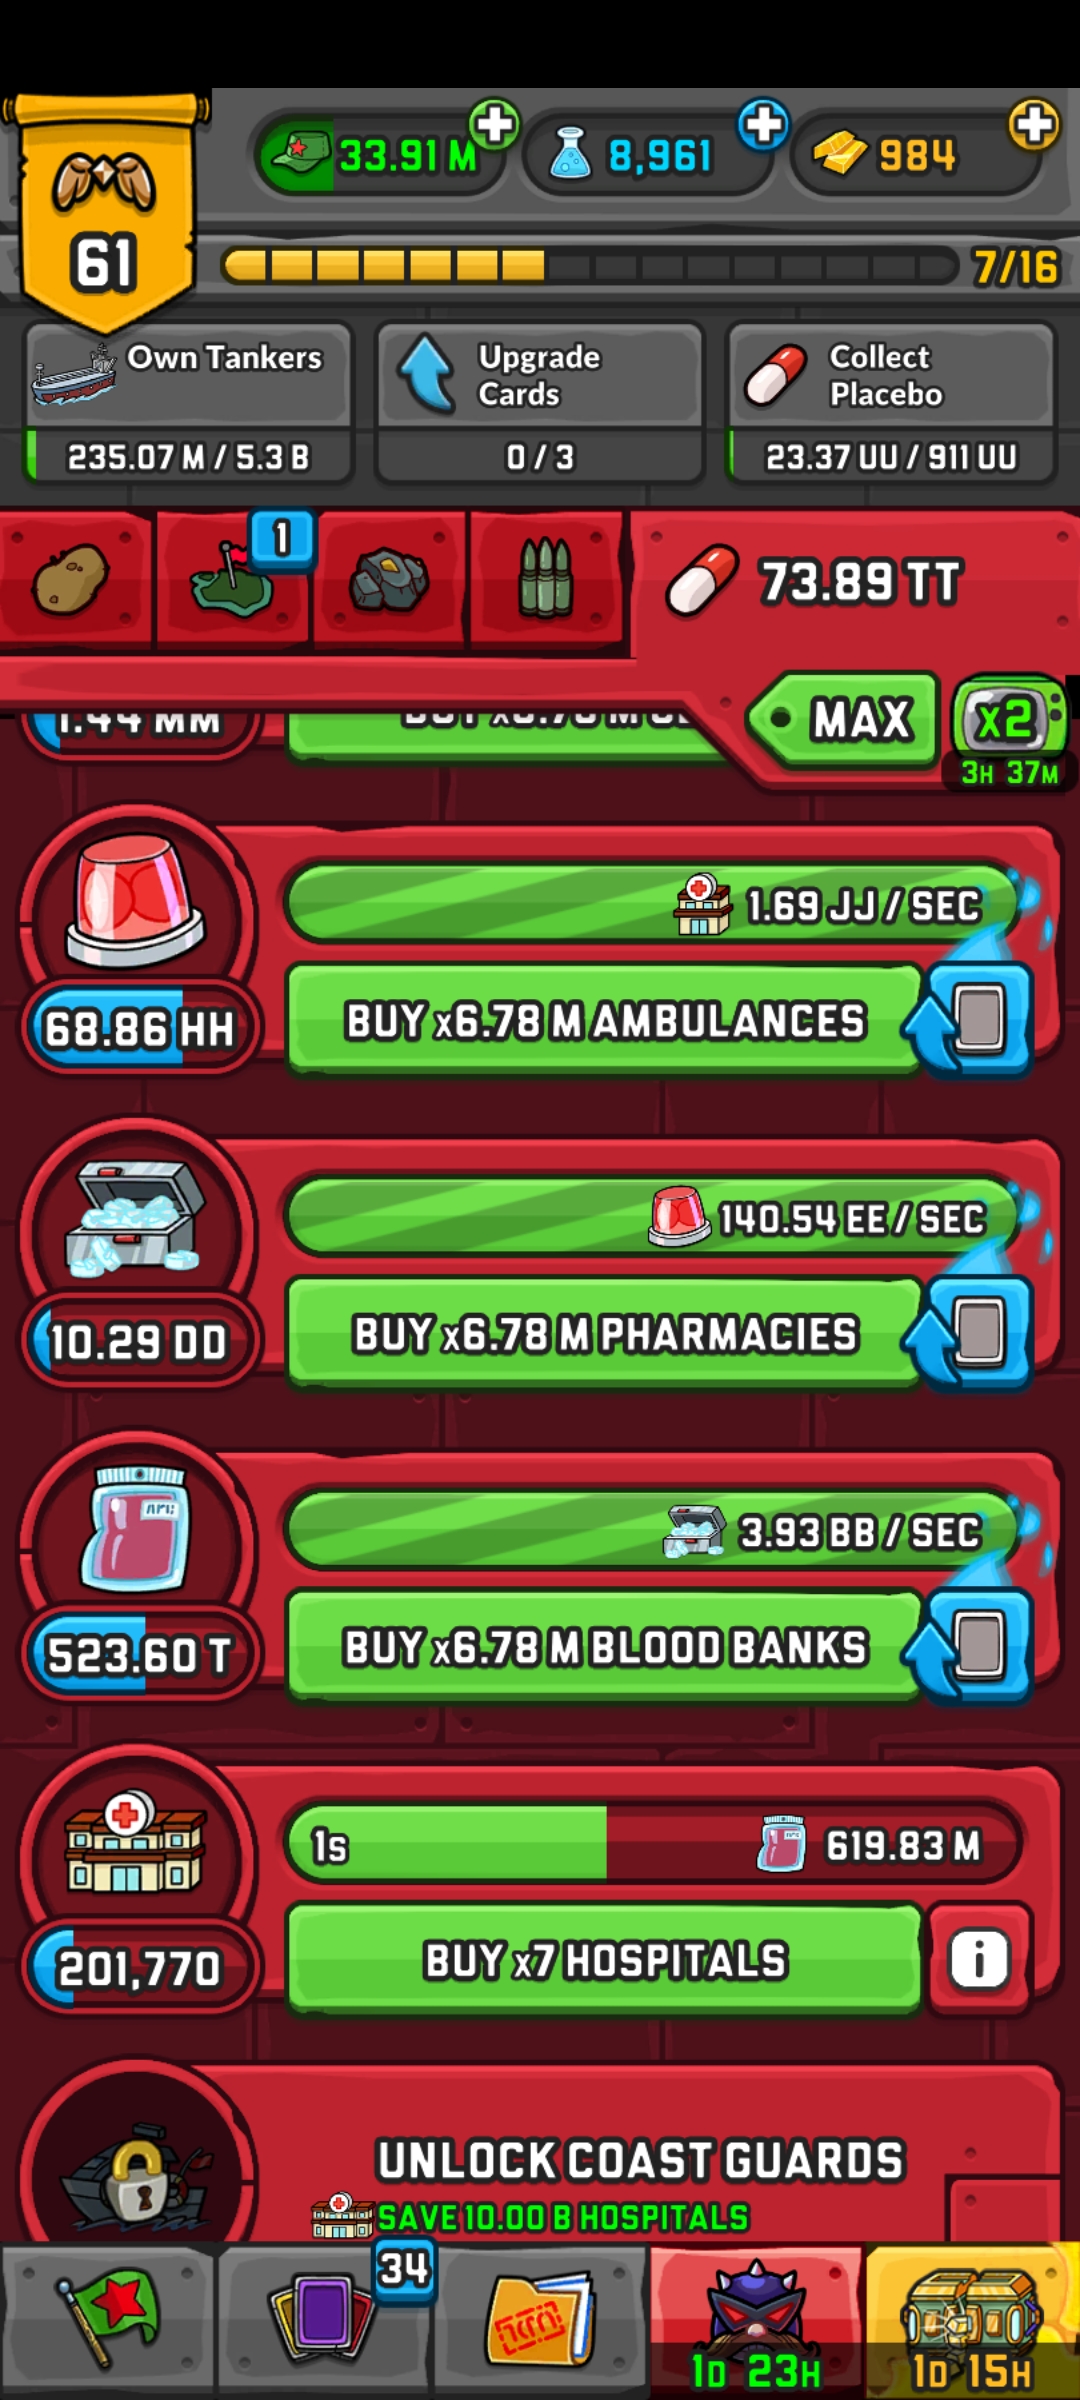 33.91 M
8,961
984
61
7/16
Own Tankers
235.07 M / 5.3 B
Upgrade
Cards
0 / 3
Collect
Placebo
23.37 UU / 911 UU
1
73.89 TT
MAX
x2
3H 37M
1.44 MM
68.86 HH
1.69 JJ / SEC
BUY x6.78 M AMBULANCES
10.29 DD
140.54 EE / SEC
BUY x6.78 M PHARMACIES
523.60 T
3.93 BB / SEC
BUY x6.78 M BLOOD BANKS
201,770
1s
619.83 M
BUY x7 HOSPITALS
i
UNLOCK COAST GUARDS
SAVE 10.00 B HOSPITALS
34
1D 23H
1D 15H